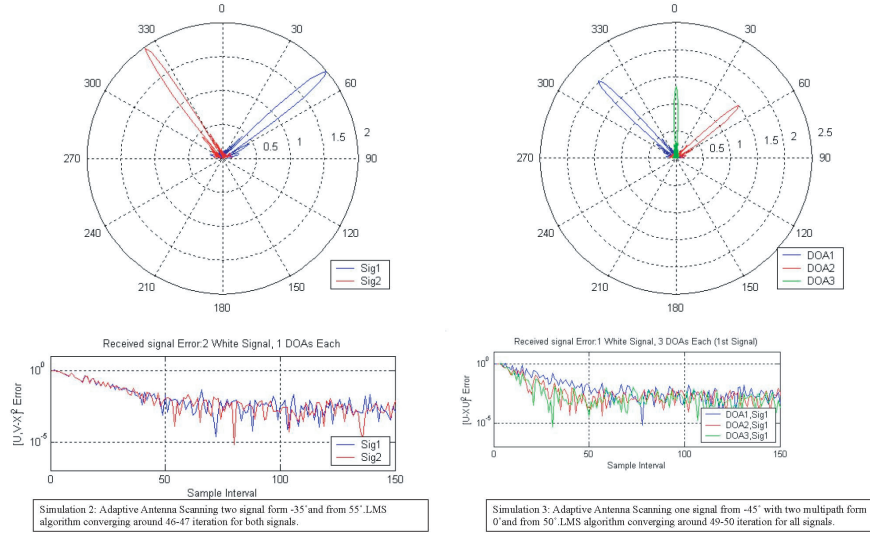 0
330
30
300
60
0.5
1
1.5
2
270
90
240
120
210
150
180
Sig1
Sig2
0
330
30
300
60
0.5
1
1.5
2
2.5
270
90
240
120
210
150
180
DOA1
DOA2
DOA3
Received signal Error:2 White Signal, 1 DOAs Each
10^0
10^-5
[U,V-X]^2 Error
0
50
100
150
Sample Interval
Sig1
Sig2
Simulation 2: Adaptive Antenna Scanning two signal form -35˚and from 55˚.LMS
algorithm converging around 46-47 iteration for both signals.
Received signal Error:1 White Signal, 3 DOAs Each (1st Signal)
10^0
10^-5
[U-XU]^2 Error
0
50
100
150
Sample Interval
DOA1,Sig1
DOA2,Sig1
DOA3,Sig1
Simulation 3: Adaptive Antenna Scanning one signal from -45˚ with two multipath form
0˚and from 50˚.LMS algorithm converging around 49-50 iteration for all signals.